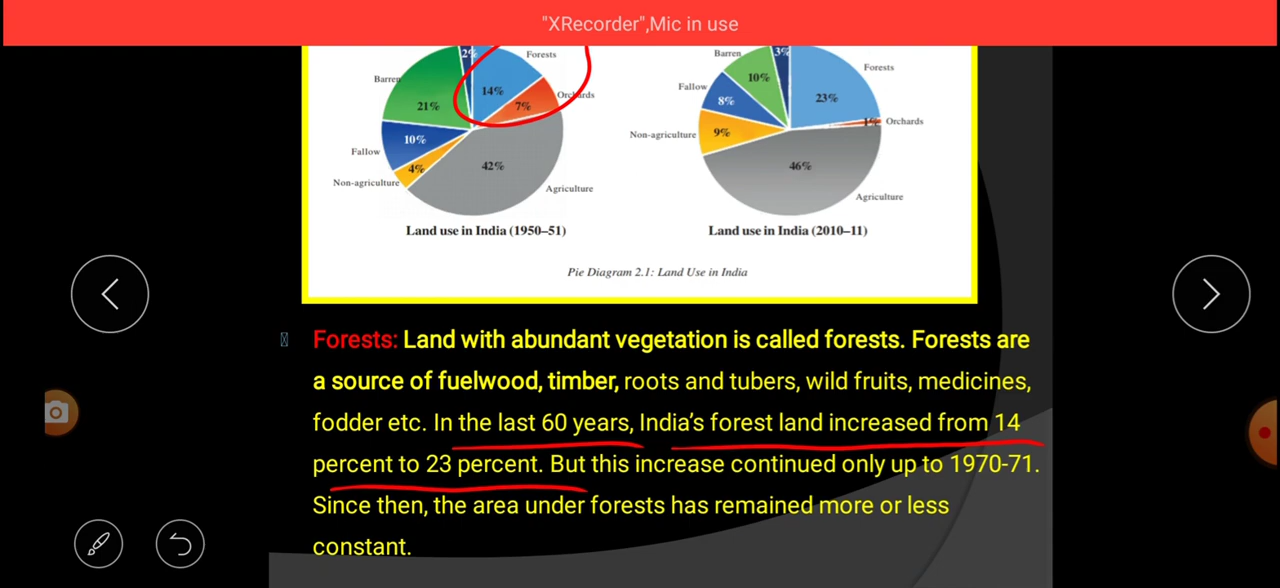 "XRecorder",Mic in use
2%
Forests
Barren
14%
Orchards
7%
21%
10%
Fallow
4%
42%
Non-agriculture
Agriculture
Land use in India (1950–51)
Barren
3%
Forests
10%
Fallow
23%
8%
1%
Orchards
Non-agriculture
9%
46%
Agriculture
Land use in India (2010–11)
Pie Diagram 2.1: Land Use in India
Forests: Land with abundant vegetation is called forests. Forests are
a source of fuelwood, timber, roots and tubers, wild fruits, medicines,
fodder etc. In the last 60 years, India’s forest land increased from 14
percent to 23 percent. But this increase continued only up to 1970-71.
Since then, the area under forests has remained more or less
constant.